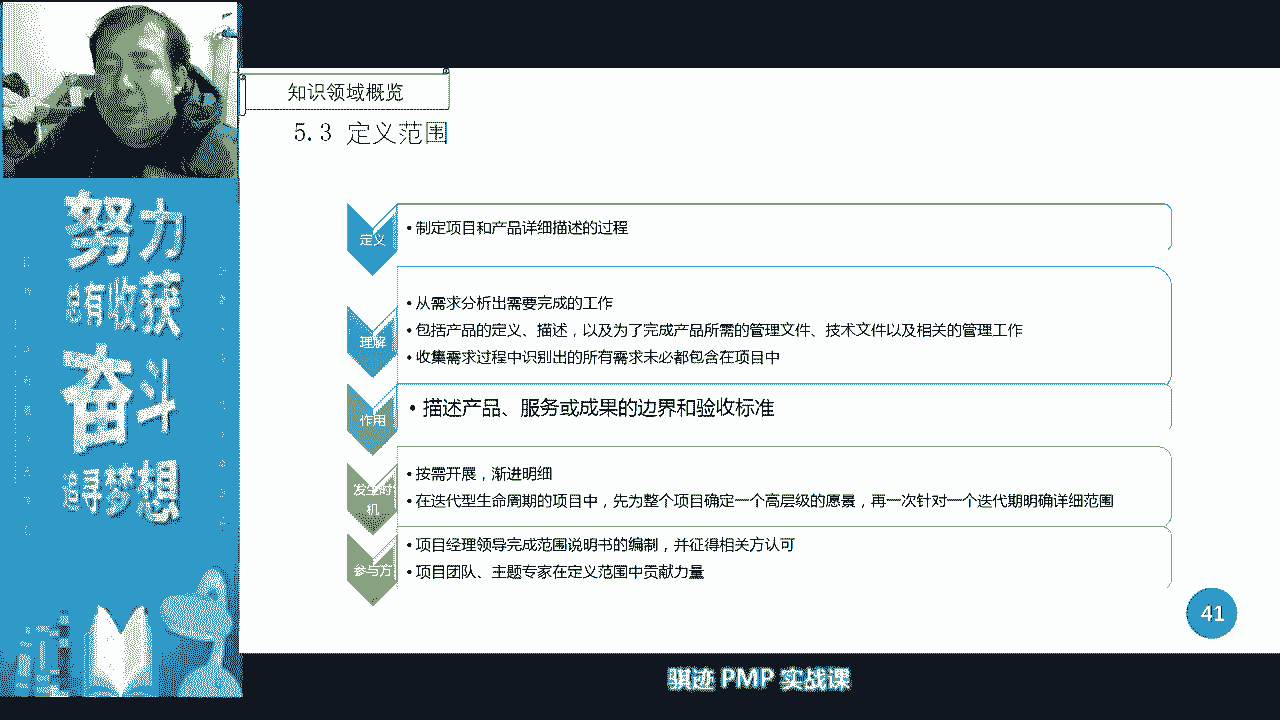 知识领域概览
5.3 定义范围
努力
总有收获
奋斗
追寻梦想
定义
•制定项目和产品详细描述的过程
理解
•从需求分析出需要完成的工作
•包括产品的定义、描述，以及为了完成产品所需的管理文件、技术文件以及相关的管理工作
•收集需求过程中识别出的所有需求未必都包含在项目中
作用
•描述产品、服务或成果的边界和验收标准
发生时
机
•按需开展，渐进明细
•在迭代型生命周期的项目中，先为整个项目确定一个高层级的愿景，再一次针对一个迭代期明确详细范围
参与方
•项目经理领导完成范围说明书的编制，并征得相关方认可
•项目团队、主题专家在定义范围中贡献力量
41
骐迹 PMP 实战课